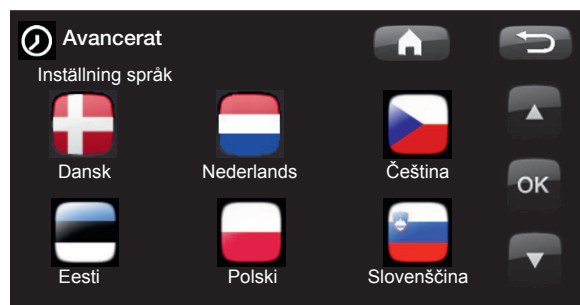 Avancerat
Inställning språk
Dansk Nederlands Čeština
OK
Eesti Polski Slovenščina